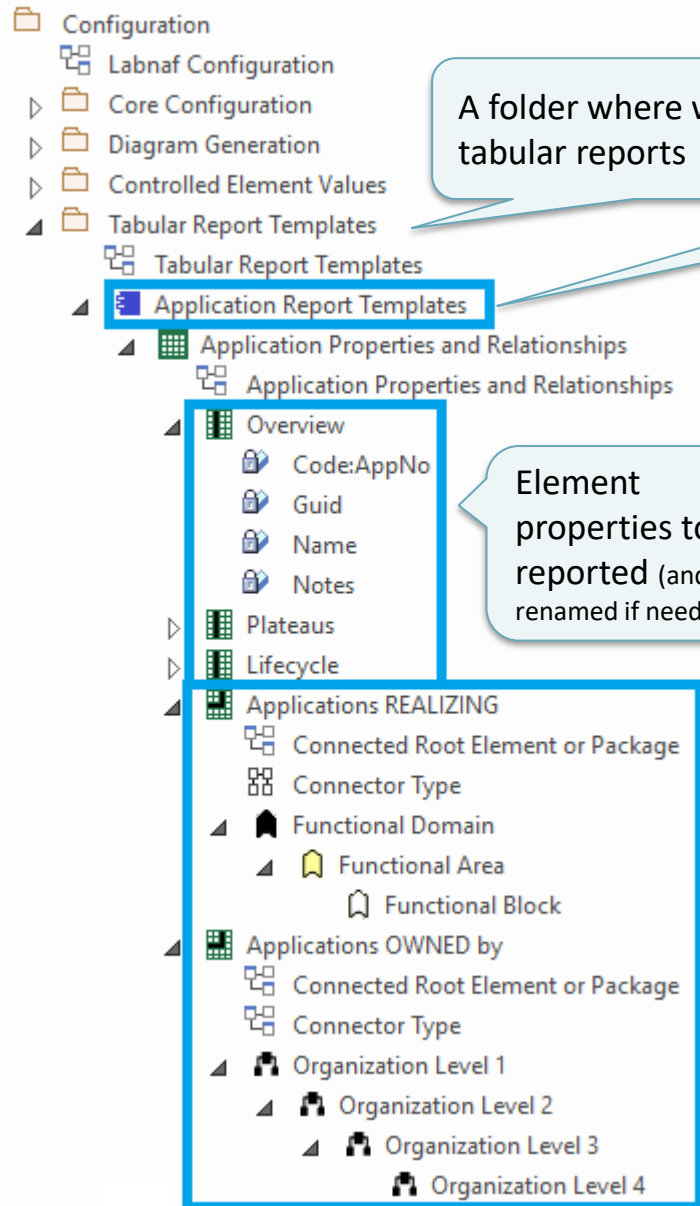 Configuration
Labnaf Configuration
Core Configuration
Diagram Generation
Controlled Element Values
Tabular Report Templates
Tabular Report Templates
Application Report Templates
Application Properties and Relationships
Application Properties and Relationships
Overview
Code:AppNo
Guid
Name
Notes
Plateaus
Lifecycle
Applications REALIZING
Connected Root Element or Package
Connector Type
Functional Domain
Functional Area
Functional Block
Applications OWNED by
Connected Root Element or Package
Connector Type
Organization Level 1
Organization Level 2
Organization Level 3
Organization Level 4
A folder where
tabular reports
Element
properties
reported
renamed if